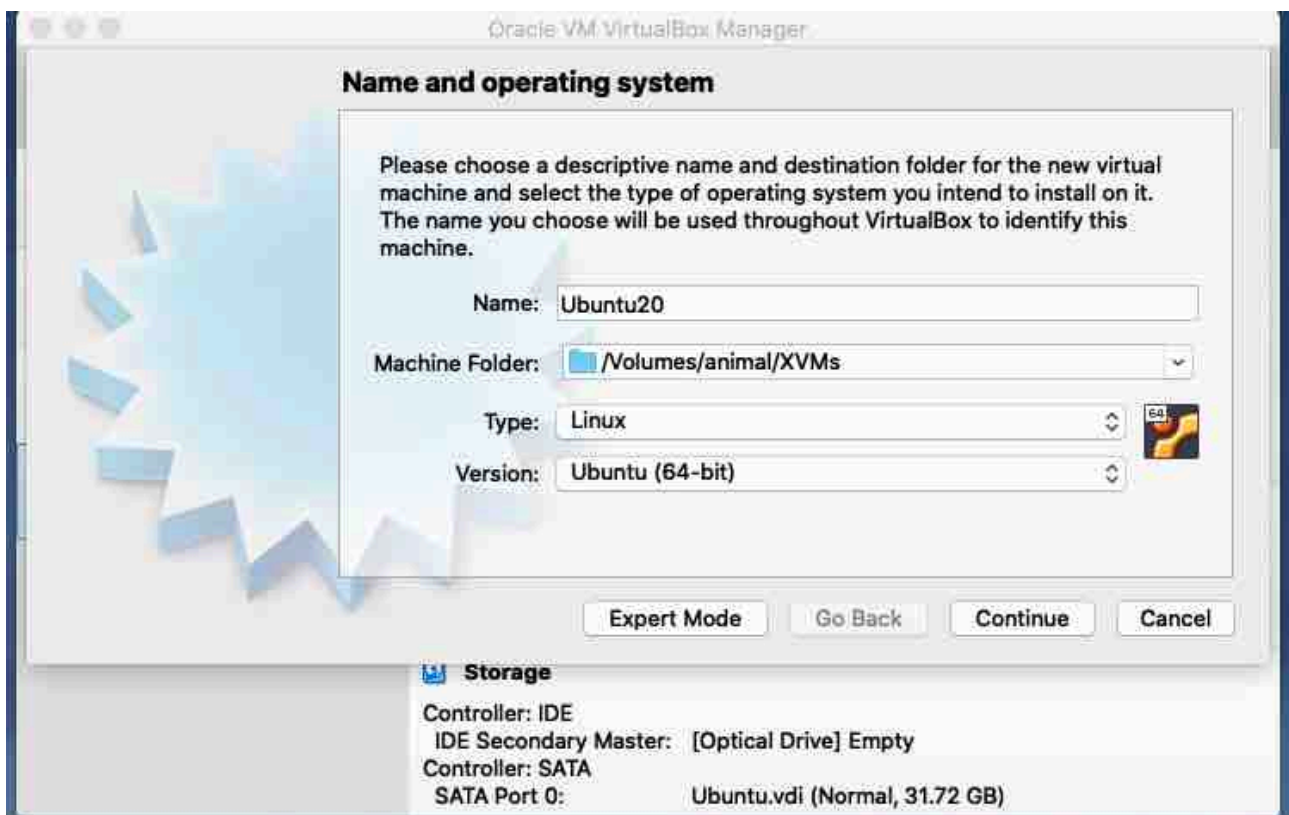 Oracle VM VirtualBox Manager
Name and operating system
Please choose a descriptive name and destination folder for the new virtual
machine and select the type of operating system you intend to install on it.
The name you choose will be used throughout VirtualBox to identify this
machine.
Name: Ubuntu20
Machine Folder: /Volumes/animal/XVMs
Type: Linux
64
Version: Ubuntu (64-bit)
Expert Mode Go Back Continue Cancel
Storage
Controller: IDE
IDE Secondary Master: [Optical Drive] Empty
Controller: SATA
SATA Port 0: Ubuntu.vdi (Normal, 31.72 GB)